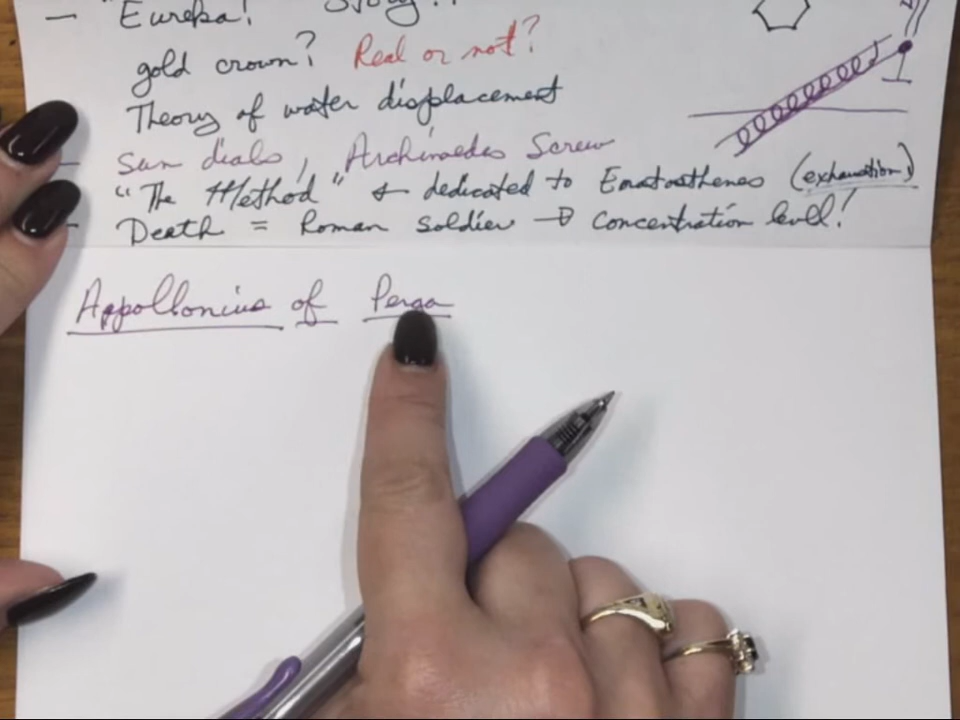 — "Eureka! Story!!
gold crown? Real or not?
Theory of water displacement
— Sun dials, Archimedes Screw
"The Method" ← dedicated to Eratosthenes (exhaustion)
— Death = Roman soldier → concentration level!
Appollonius of Perga